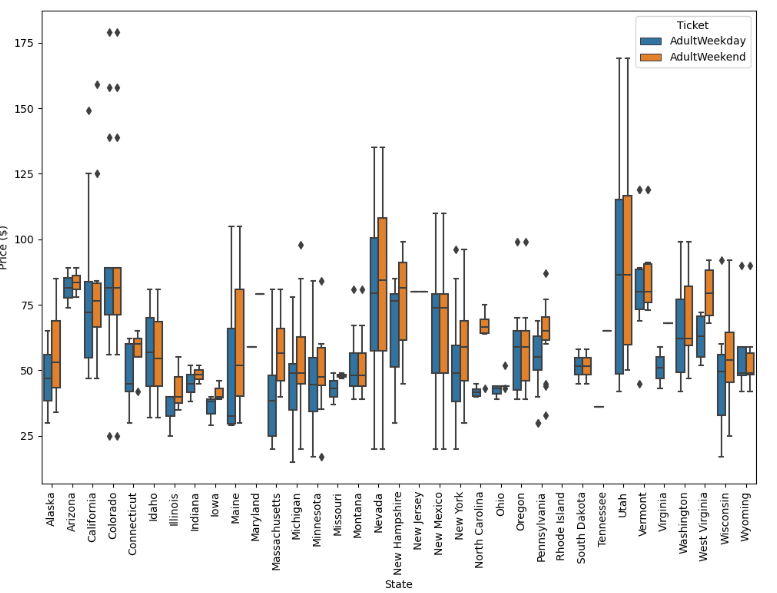 Ticket
AdultWeekday
AdultWeekend
Price ($)
175
150
125
100
75
50
25
Alaska
Arizona
California
Colorado
Connecticut
Idaho
Illinois
Indiana
Iowa
Maine
Maryland
Massachusetts
Michigan
Minnesota
Missouri
Montana
Nevada
New Hampshire
New Jersey
New Mexico
New York
North Carolina
Ohio
Oregon
Pennsylvania
Rhode Island
South Dakota
Tennessee
Utah
Vermont
Virginia
Washington
West Virginia
Wisconsin
Wyoming
State